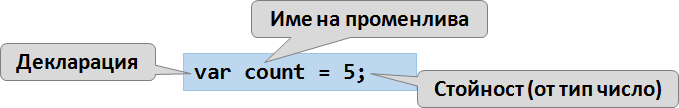 Име на променлива
Декларация
var count = 5;
Стойност (от тип число)